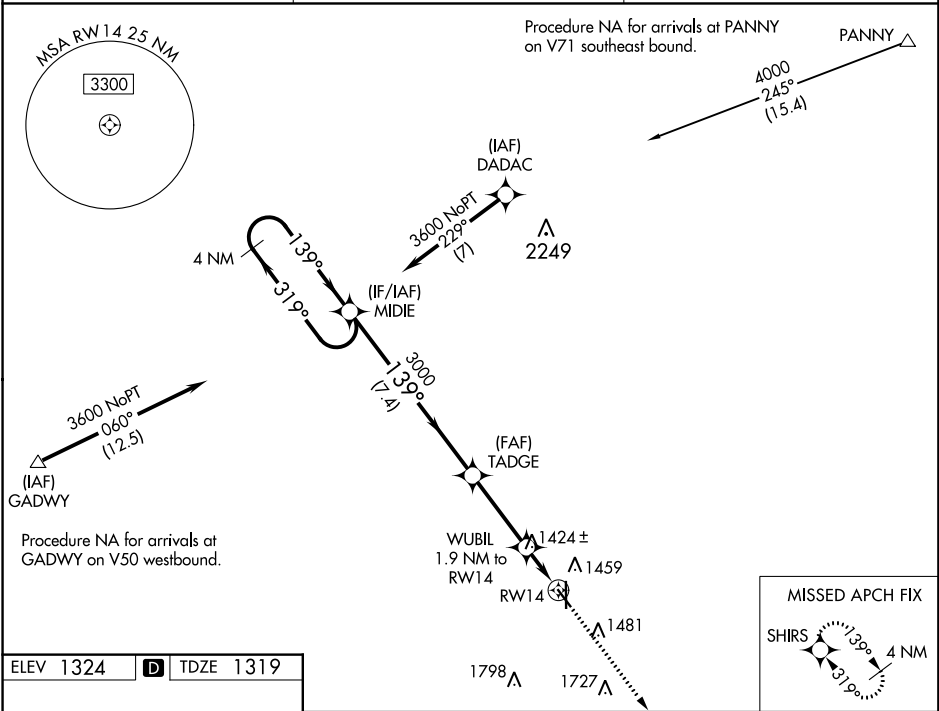 MSA RW14 25 NM
3300
Procedure NA for arrivals at PANNY
on V71 southeast bound.
PANNY
4000
245°
(15.4)
(IAF)
DADAC
3600 NoPT
229°
(7)
2249
4 NM
139°
319°
(IF/IAF)
MIDIE
3000
139°
(7.4)
3600 NoPT
060°
(12.5)
(IAF)
GADWY
(FAF)
TADGE
Procedure NA for arrivals at
GADWY on V50 westbound.
WUBIL
1.9 NM to
RW14
1424 ±
1459
RW14
1481
1798
1727
MISSED APCH FIX
SHIRS
139°
4 NM
319°
ELEV 1324 D TDZE 1319